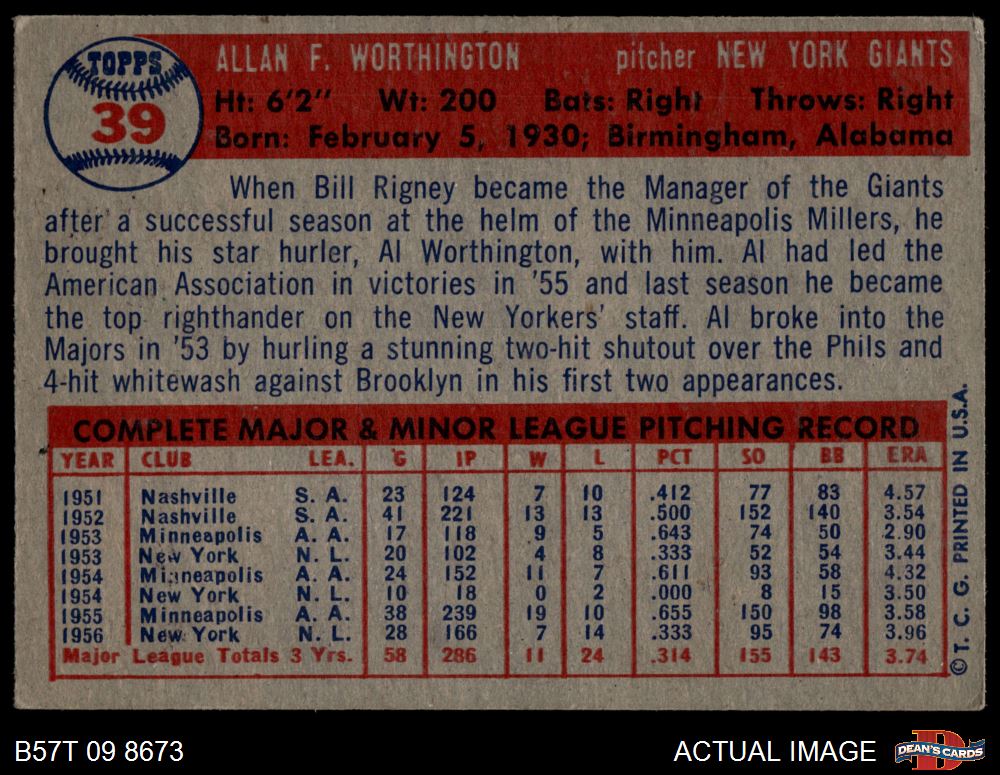 TOPPS
39
ALLAN F. WORTHINGTON pitcher NEW YORK GIANTS
Ht: 6'2" Wt: 200 Bats: Right Throws: Right
Born: February 5, 1930; Birmingham, Alabama
When Bill Rigney became the Manager of the Giants
after a successful season at the helm of the Minneapolis Millers, he
brought his star hurler, Al Worthington, with him. Al had led the
American Association in victories in '55 and last season he became
the top righthander on the New Yorkers' staff. Al broke into the
Majors in '53 by hurling a stunning two-hit shutout over the Phils and
4-hit whitewash against Brooklyn in his first two appearances.
COMPLETE MAJOR & MINOR LEAGUE PITCHING RECORD
YEAR CLUB LEA. G IP W L PCT SO BB ERA
1951 Nashville S. A. 23 124 7 10 .412 77 83 4.57
1952 Nashville S. A. 41 221 13 13 .500 152 140 3.54
1953 Minneapolis A. A. 17 118 9 5 .643 74 50 2.90
1953 New York N. L. 20 102 4 8 .333 52 54 3.44
1954 Minneapolis A. A. 24 152 11 7 .611 93 58 4.32
1954 New York N. L. 10 18 0 2 .000 8 15 3.50
1955 Minneapolis A. A. 38 239 19 10 .655 150 98 3.58
1956 New York N. L. 28 166 7 14 .333 95 74 3.96
Major League Totals 3 Yrs. 58 286 11 24 .314 155 143 3.74
© T. C. G. PRINTED IN U.S.A.
B57T 09 8673
ACTUAL IMAGE
DEAN'S CARDS